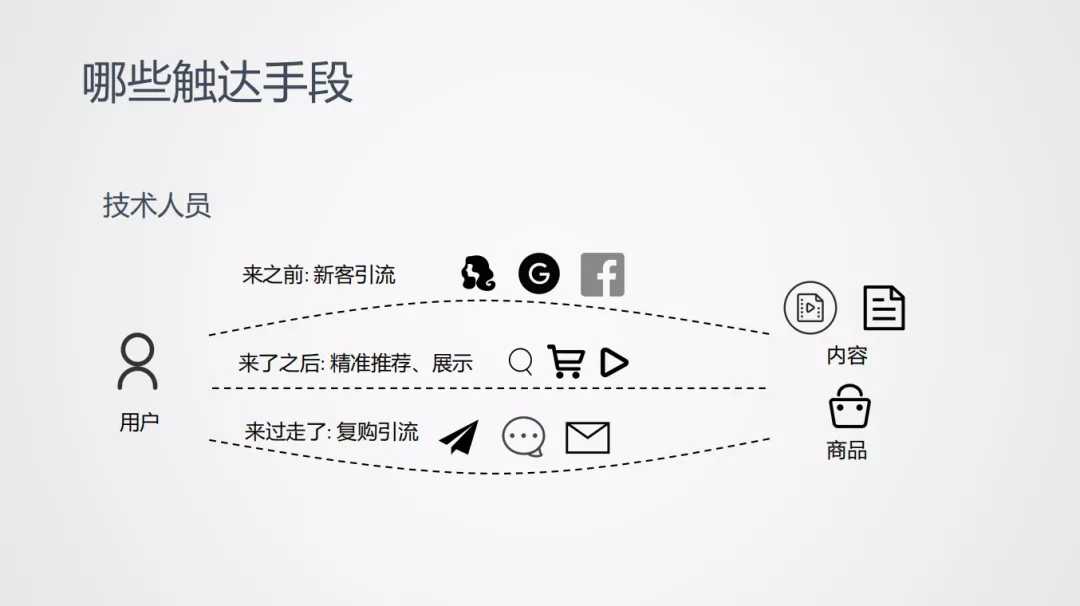 哪些触达手段
技术人员
来之前: 新客引流
G
f
来了之后: 精准推荐、展示
来过走了: 复购引流
用户
内容
商品